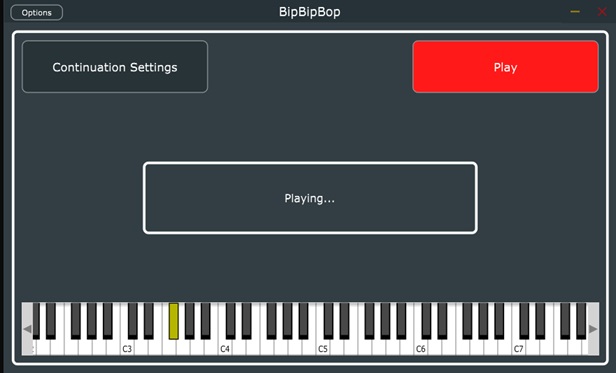 Options
BipBipBop
Continuation Settings
Play
Playing...
C3
C4
C5
C6
C7